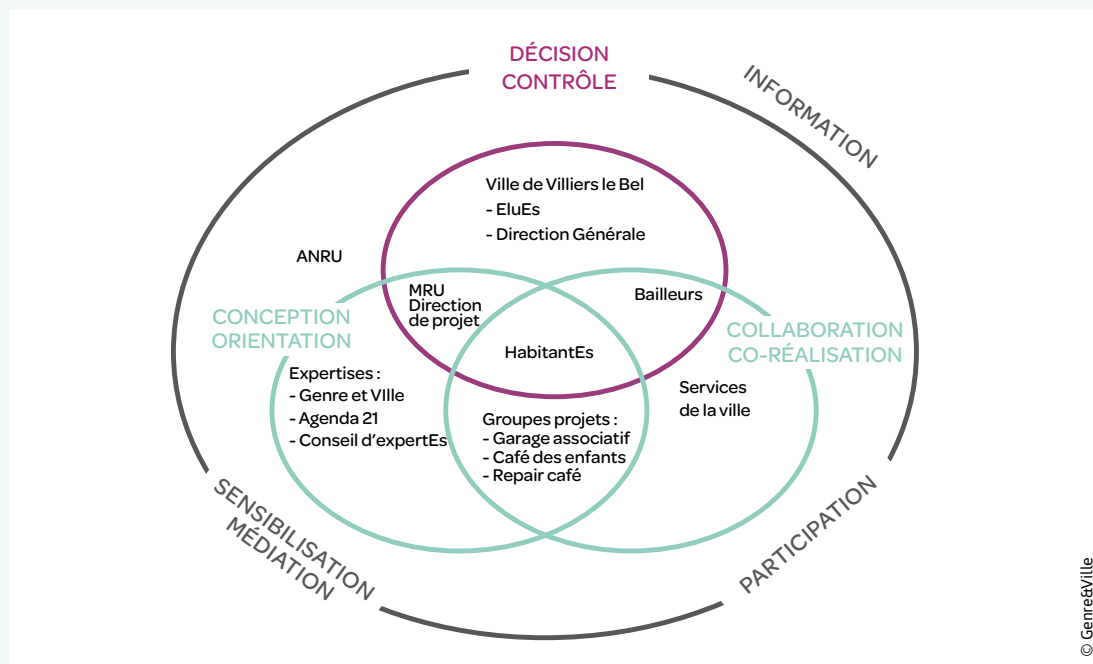 DÉCISION
CONTRÔLE
INFORMATION
Ville de Villiers le Bel
- EluEs
- Direction Générale
ANRU
MRU
Direction
de projet
Bailleurs
CONCEPTION
ORIENTATION
COLLABORATION
CO-RÉALISATION
HabitantEs
Expertises :
- Genre et VIlle
- Agenda 21
- Conseil d'expertEs
Services
de la ville
Groupes projets :
- Garage associatif
- Café des enfants
- Repair café
SENSIBILISATION
MÉDIATION
PARTICIPATION
© Genre&Ville